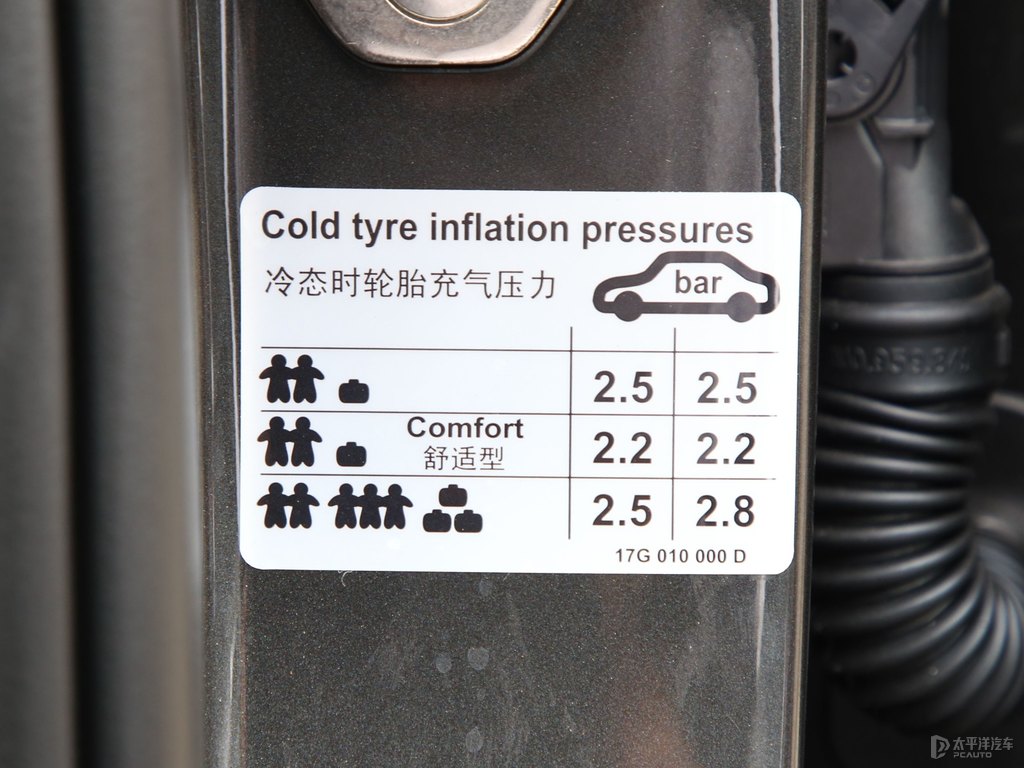 Cold tyre inflation pressures
冷态时轮胎充气压力
bar
2.5 2.5
Comfort
舒适型
2.2 2.2
2.5 2.8
17G 010 000 D
太平洋汽车
PCAUTO